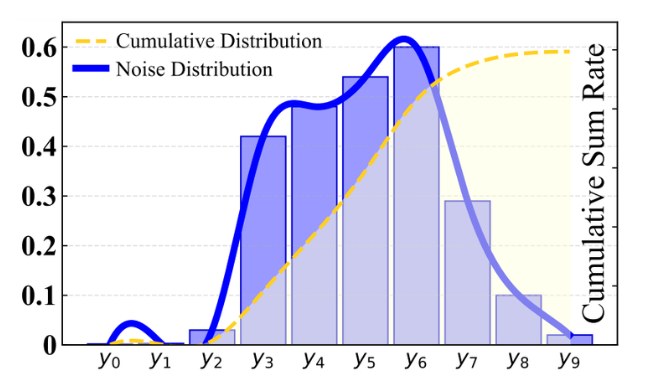 Cumulative Distribution
Noise Distribution
0.6
0.5
0.4
0.3
0.2
0.1
0
y0 y1 y2 y3 y4 y5 y6 y7 y8 y9
Cumulative Sum Rate